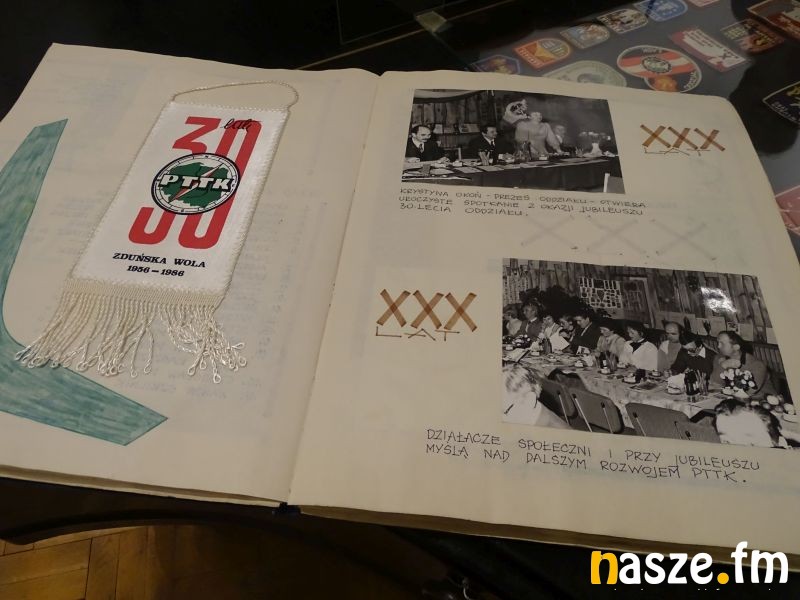 30 lat
PTTK
ZDUŃSKA WOLA
1956-1986
XXX
LAT
KRYSTYNA OKOŃ - PREZES ODDZIAŁU - OTWIERA
UROCZYSTE SPOTKANIE Z OKAZJI JUBILEUSZU
30-LECIA ODDZIAŁU.
XXX
LAT
DZIAŁACZE SPOŁECZNI I PRZY JUBILEUSZU
MYŚLĄ NAD DALSZYM ROZWOJEM PTTK.
nasze.fm